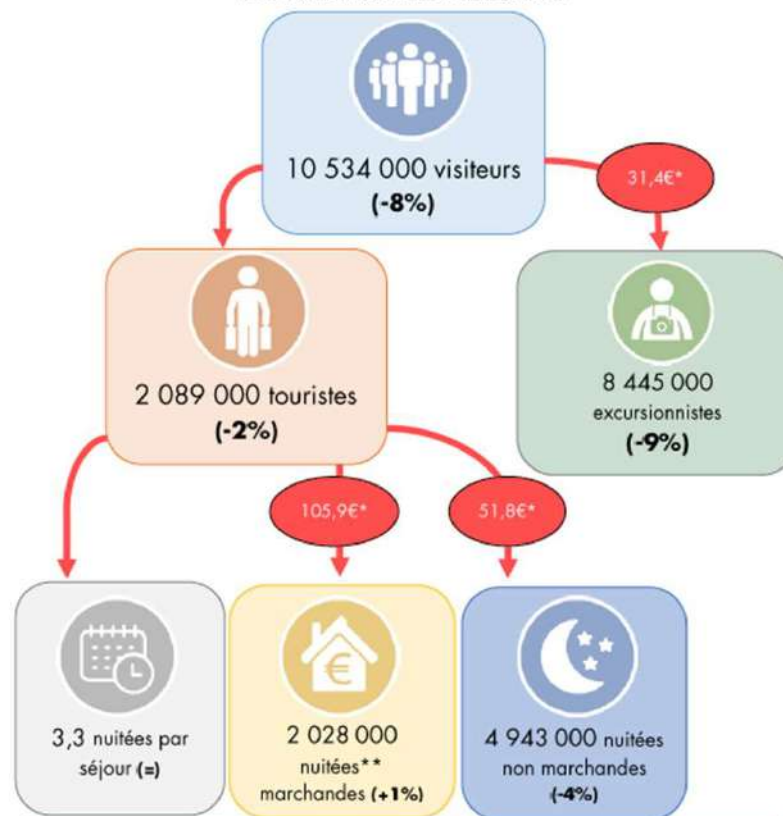 10 534 000 visiteurs
(-8%)
31,4€*
2 089 000 touristes
(-2%)
8 445 000
excursionnistes
(-9%)
105,9€*
51,8€*
3,3 nuitées par
séjour (=)
€
2 028 000
nuitées**
marchandes (+1%)
4 943 000 nuitées
non marchandes
(-4%)